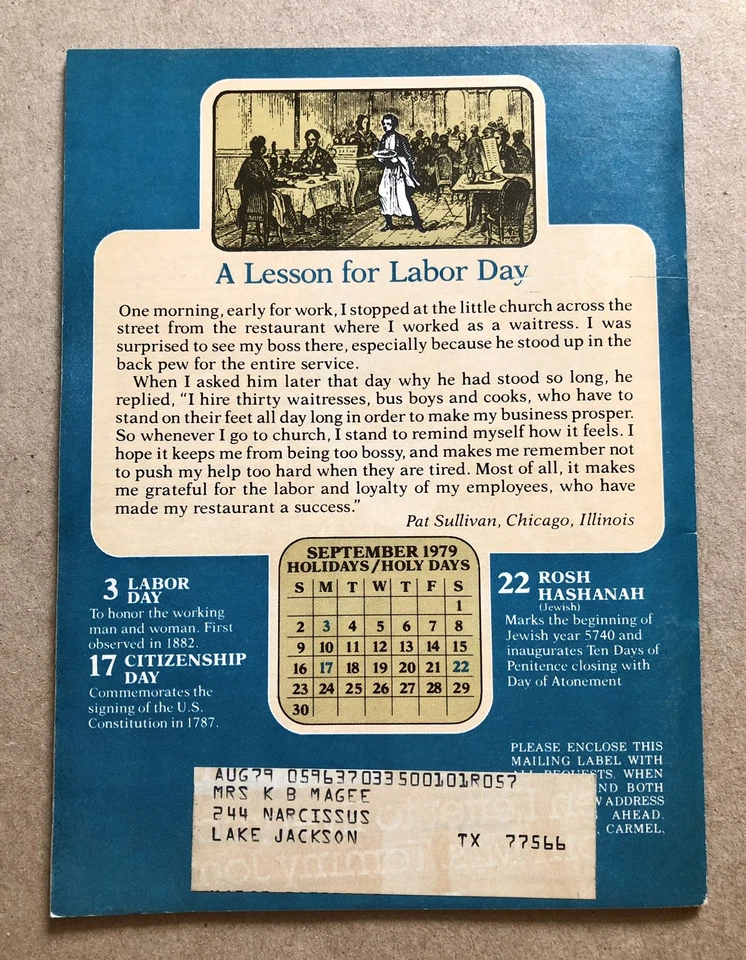 A Lesson for Labor Day
One morning, early for work, I stopped at the little church across the
street from the restaurant where I worked as a waitress. I was
surprised to see my boss there, especially because he stood up in the
back pew for the entire service.
When I asked him later that day why he had stood so long, he
replied, “I hire thirty waitresses, bus boys and cooks, who have to
stand on their feet all day long in order to make my business prosper.
So whenever I go to church, I stand to remind myself how it feels. I
hope it keeps me from being too bossy, and makes me remember not
to push my help too hard when they are tired. Most of all, it makes
me grateful for the labor and loyalty of my employees, who have
made my restaurant a success.”
Pat Sullivan, Chicago, Illinois
3 LABOR
DAY
To honor the working
man and woman. First
observed in 1882.
17 CITIZENSHIP
DAY
Commemorates the
signing of the U.S.
Constitution in 1787.
SEPTEMBER 1979
HOLIDAYS/HOLY DAYS
S M T W T F S
1
2 3 4 5 6 7 8
9 10 11 12 13 14 15
16 17 18 19 20 21 22
23 24 25 26 27 28 29
30
22 ROSH
HASHANAH
(Jewish)
Marks the beginning of
Jewish year 5740 and
inaugurates Ten Days of
Penitence closing with
Day of Atonement
PLEASE ENCLOSE THIS
MAILING LABEL WITH
ALL REQUESTS. WHEN
AND BOTH
ADDRESS
AHEAD.
CARMEL,
AUG79 059637033500101R057
MRS K B MAGEE
244 NARCISSUS
LAKE JACKSON TX 77566